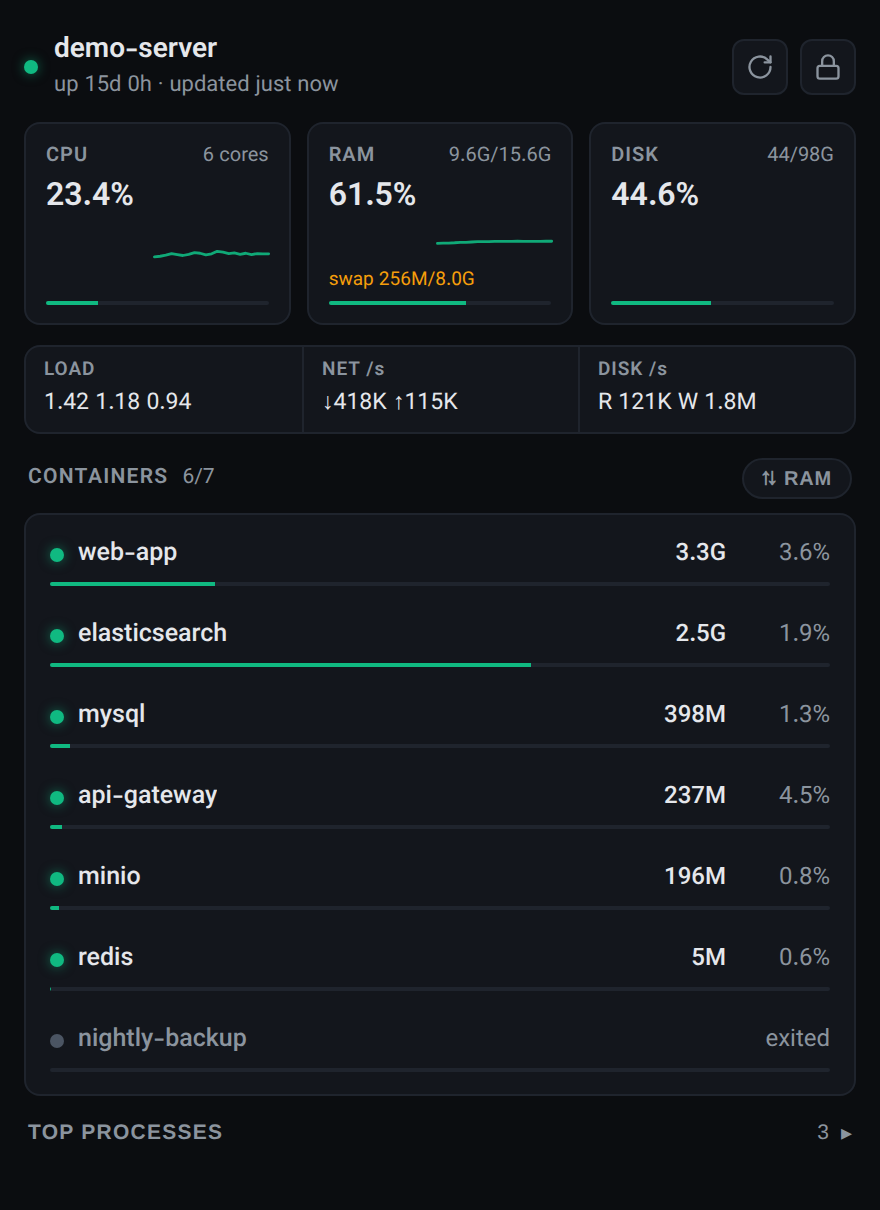 demo-server
up 15d 0h · updated just now
CPU 6 cores
23.4%
RAM 9.6G/15.6G
61.5%
swap 256M/8.0G
DISK 44/98G
44.6%
LOAD
1.42 1.18 0.94
NET /s
↓418K ↑115K
DISK /s
R 121K W 1.8M
CONTAINERS 6/7
⇅ RAM
web-app 3.3G 3.6%
elasticsearch 2.5G 1.9%
mysql 398M 1.3%
api-gateway 237M 4.5%
minio 196M 0.8%
redis 5M 0.6%
nightly-backup exited
TOP PROCESSES 3 ▸